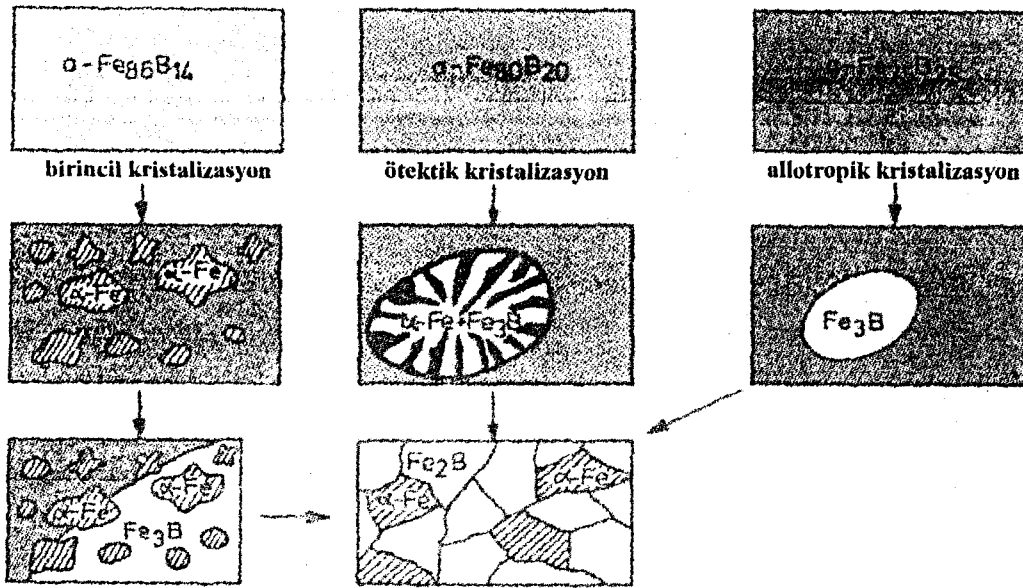 a-Fe86B14
a-Fe80B20
birincil kristalizasyon
ötektik kristalizasyon
allotropik kristalizasyon
α-Fe
α-Fe
α-Fe+Fe3B
Fe3B
α-Fe
α-Fe
Fe3B
Fe2B
α-Fe
α-Fe